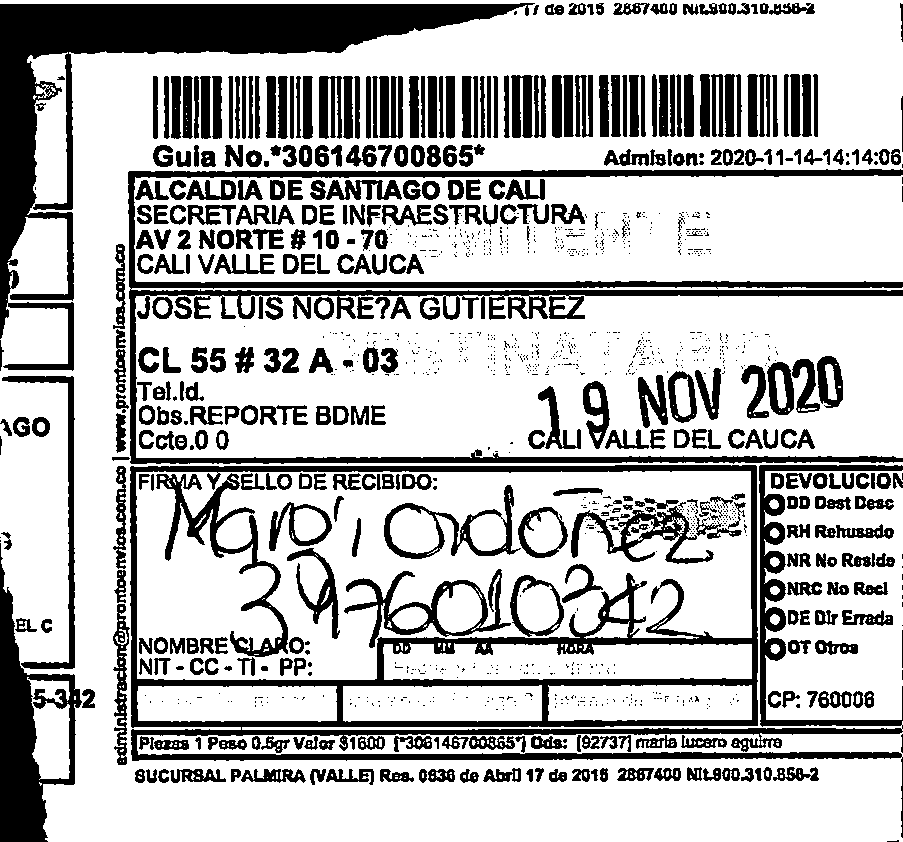 17 de 2015 2867400 Nit.900.310.856-2
Guia No.*306146700865*
Admision: 2020-11-14-14:14:06
ALCALDIA DE SANTIAGO DE CALI
SECRETARIA DE INFRAESTRUCTURA
AV 2 NORTE # 10 - 70
CALI VALLE DEL CAUCA
JOSE LUIS NORE?A GUTIERREZ
DESTINATARIO
CL 55 # 32 A - 03
Tel.Id.
Obs.REPORTE BDME
Ccte.0 0
19 NOV 2020
CALI VALLE DEL CAUCA
administracion@prontoenvios.com.co | www.prontoenvios.com.co
FIRMA Y SELLO DE RECIBIDO:
Ordoñez
NOMBRE CLARO:
NIT - CC - TI - PP:
DD MM AA HORA
DEVOLUCION
DD Dest Desc
RH Rehusado
NR No Reside
NRC No Recl
DE Dir Errada
OT Otros
CP: 760006
Piezas 1 Peso 0.5gr Valor $1600 [*306146700865*] Ods: [92737] maria lucero aguirre
SUCURSAL PALMIRA (VALLE) Res. 0636 de Abril 17 de 2015 2867400 Nit.900.310.856-2
AGO
EL C
5-342